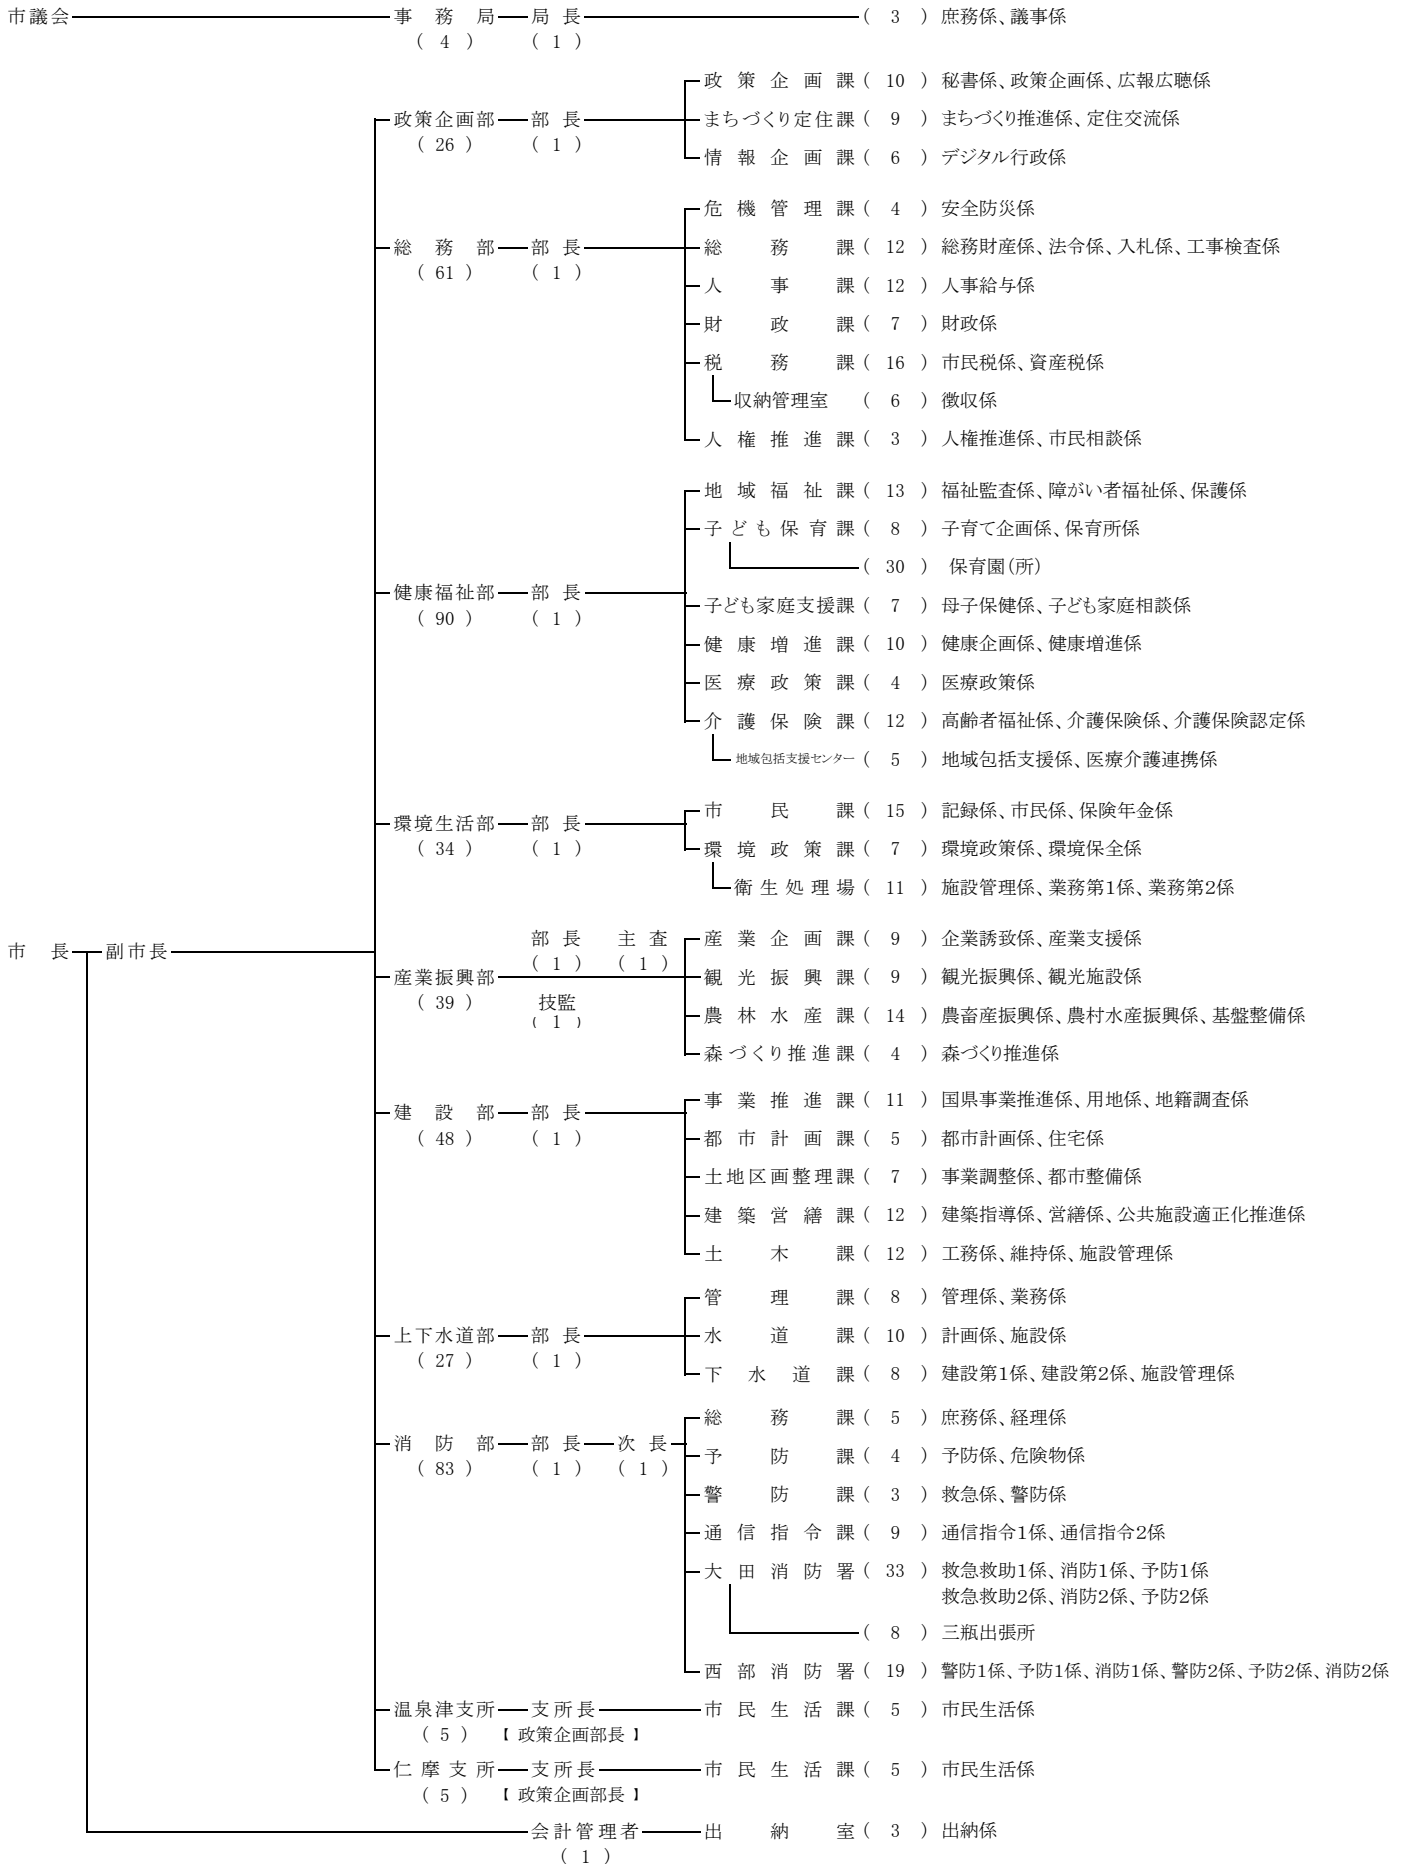 市議会 事務局 局長 ( 3 ) 庶務係、議事係
( 4 ) ( 1 )
政策企画課 ( 10 ) 秘書係、政策企画係、広報広聴係
政策企画部 部長 まちづくり定住課 ( 9 ) まちづくり推進係、定住交流係
( 26 ) ( 1 )
情報企画課 ( 6 ) デジタル行政係
危機管理課 ( 4 ) 安全防災係
総務部 部長 総務課 ( 12 ) 総務財産係、法令係、入札係、工事検査係
( 61 ) ( 1 )
人事課 ( 12 ) 人事給与係
財政課 ( 7 ) 財政係
税務課 ( 16 ) 市民税係、資産税係
収納管理室 ( 6 ) 徴収係
人権推進課 ( 3 ) 人権推進係、市民相談係
地域福祉課 ( 13 ) 福祉監査係、障がい者福祉係、保護係
子ども保育課 ( 8 ) 子育て企画係、保育所係
( 30 ) 保育園(所)
健康福祉部 部長
( 90 ) ( 1 )
子ども家庭支援課 ( 7 ) 母子保健係、子ども家庭相談係
健康増進課 ( 10 ) 健康企画係、健康増進係
医療政策課 ( 4 ) 医療政策係
介護保険課 ( 12 ) 高齢者福祉係、介護保険係、介護保険認定係
地域包括支援センター ( 5 ) 地域包括支援係、医療介護連携係
市民課 ( 15 ) 記録係、市民係、保険年金係
環境生活部 部長
( 34 ) ( 1 )
環境政策課 ( 7 ) 環境政策係、環境保全係
衛生処理場 ( 11 ) 施設管理係、業務第1係、業務第2係
市長 副市長
部長 主査 産業企画課 ( 9 ) 企業誘致係、産業支援係
( 1 ) ( 1 )
産業振興部 観光振興課 ( 9 ) 観光振興係、観光施設係
( 39 ) 技監
( 1 )
農林水産課 ( 14 ) 農畜産振興係、農村水産振興係、基盤整備係
森づくり推進課 ( 4 ) 森づくり推進係
事業推進課 ( 11 ) 国県事業推進係、用地係、地籍調査係
建設部 部長
( 48 ) ( 1 )
都市計画課 ( 5 ) 都市計画係、住宅係
土地区画整理課 ( 7 ) 事業調整係、都市整備係
建築営繕課 ( 12 ) 建築指導係、営繕係、公共施設適正化推進係
土木課 ( 12 ) 工務係、維持係、施設管理係
管理課 ( 8 ) 管理係、業務係
上下水道部 部長 水道課 ( 10 ) 計画係、施設係
( 27 ) ( 1 )
下水道課 ( 8 ) 建設第1係、建設第2係、施設管理係
総務課 ( 5 ) 庶務係、経理係
消防部 部長 次長
( 83 ) ( 1 ) ( 1 )
予防課 ( 4 ) 予防係、危険物係
警防課 ( 3 ) 救急係、警防係
通信指令課 ( 9 ) 通信指令1係、通信指令2係
大田消防署 ( 33 ) 救急救助1係、消防1係、予防1係
救急救助2係、消防2係、予防2係
( 8 ) 三瓶出張所
西部消防署 ( 19 ) 警防1係、予防1係、消防1係、警防2係、予防2係、消防2係
温泉津支所 支所長 市民生活課 ( 5 ) 市民生活係
( 5 ) 【 政策企画部長 】
仁摩支所 支所長 市民生活課 ( 5 ) 市民生活係
( 5 ) 【 政策企画部長 】
会計管理者 出納室 ( 3 ) 出納係
( 1 )